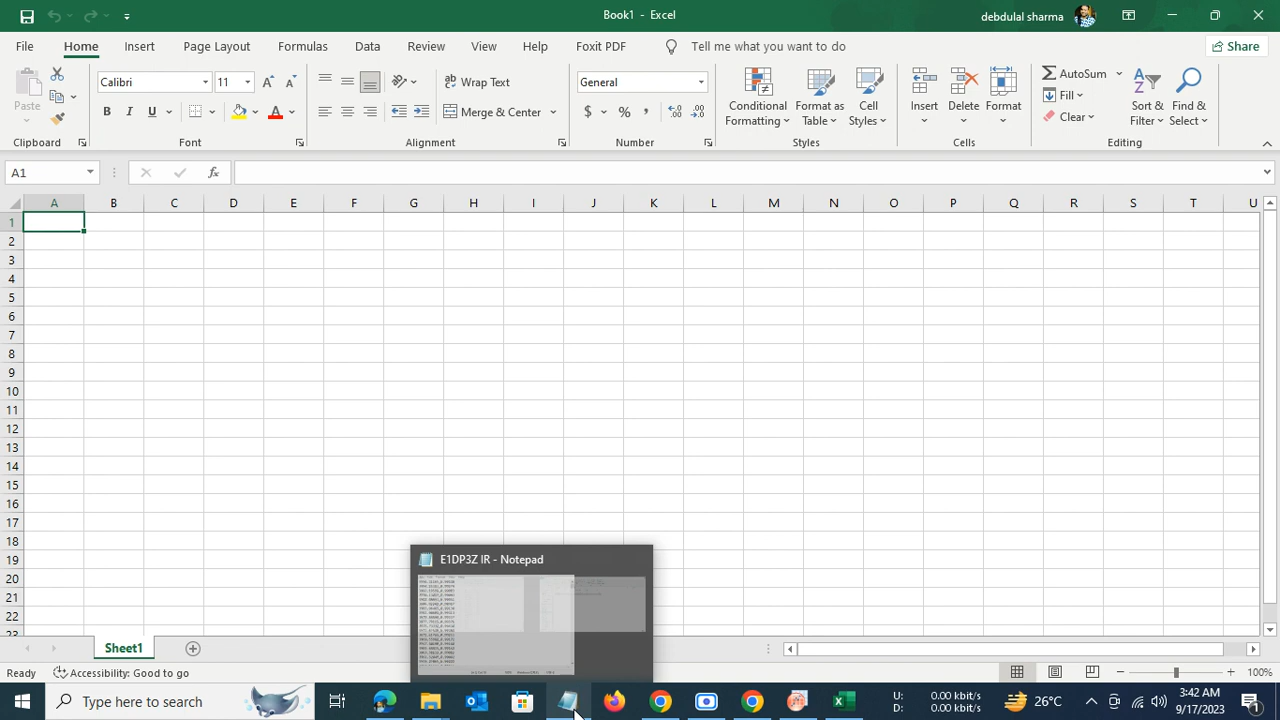 Book1 - Excel
debdulal sharma
File Home Insert Page Layout Formulas Data Review View Help Foxit PDF Tell me what you want to do Share
Calibri 11
Wrap Text
General
AutoSum
Paste
B I U
Merge & Center
$ % ,
Conditional Formatting
Format as Table
Cell Styles
Insert Delete Format
Fill
Clear
Sort & Filter
Find & Select
Clipboard Font Alignment Number Styles Cells Editing
A1
fx
A B C D E F G H I J K L M N O P Q R S T U
1
2
3
4
5
6
7
8
9
10
11
12
13
14
15
16
17
18
19
20
21
22
23
E1DP3Z IR - Notepad
Sheet1
Ready Accessibility: Good to go 100%
Type here to search
U: 0.00 kbit/s
D: 0.00 kbit/s
26°C
3:42 AM
9/17/2023
1